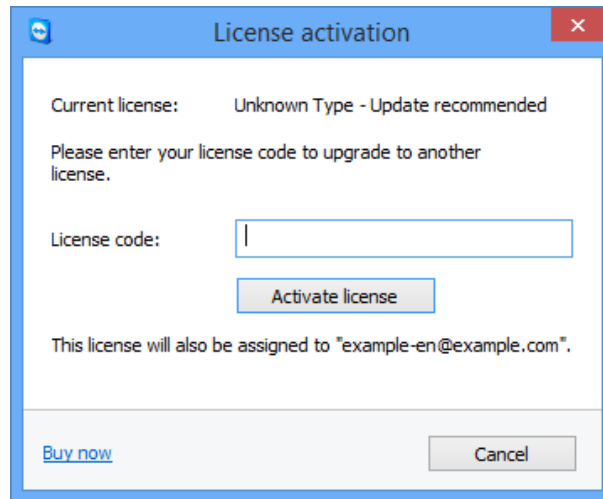 License activation
Current license: Unknown Type - Update recommended
Please enter your license code to upgrade to another
license.
License code:
Activate license
This license will also be assigned to "example-en@example.com".
Buy now Cancel